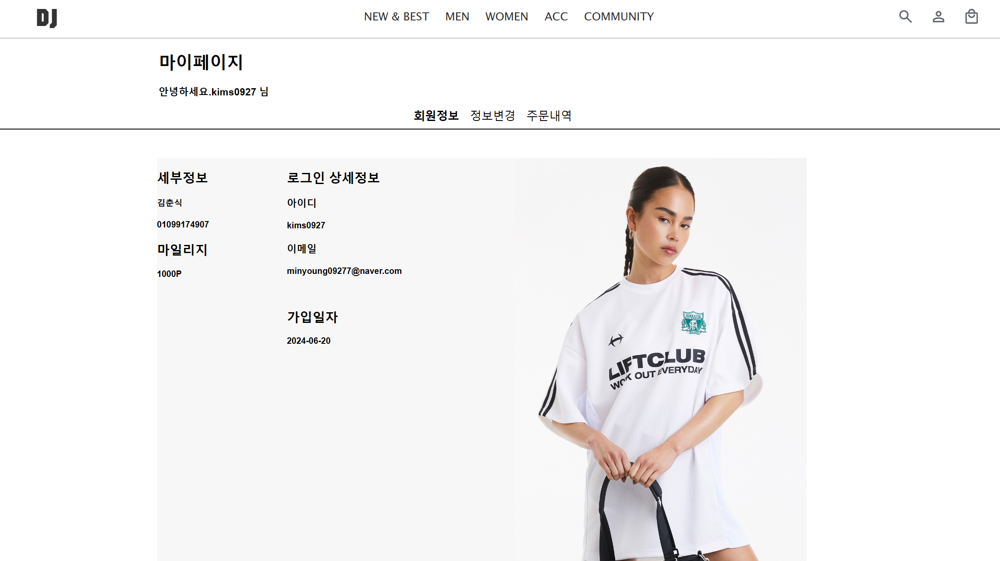 DJ
NEW & BEST MEN WOMEN ACC COMMUNITY
마이페이지
안녕하세요.kims0927 님
회원정보 정보변경 주문내역
세부정보
김춘식
01099174907
마일리지
1000P
로그인 상세정보
아이디
kims0927
이메일
minyoung09277@naver.com
가입일자
2024-06-20
LIFTCLUB
WORK OUT EVERYDAY